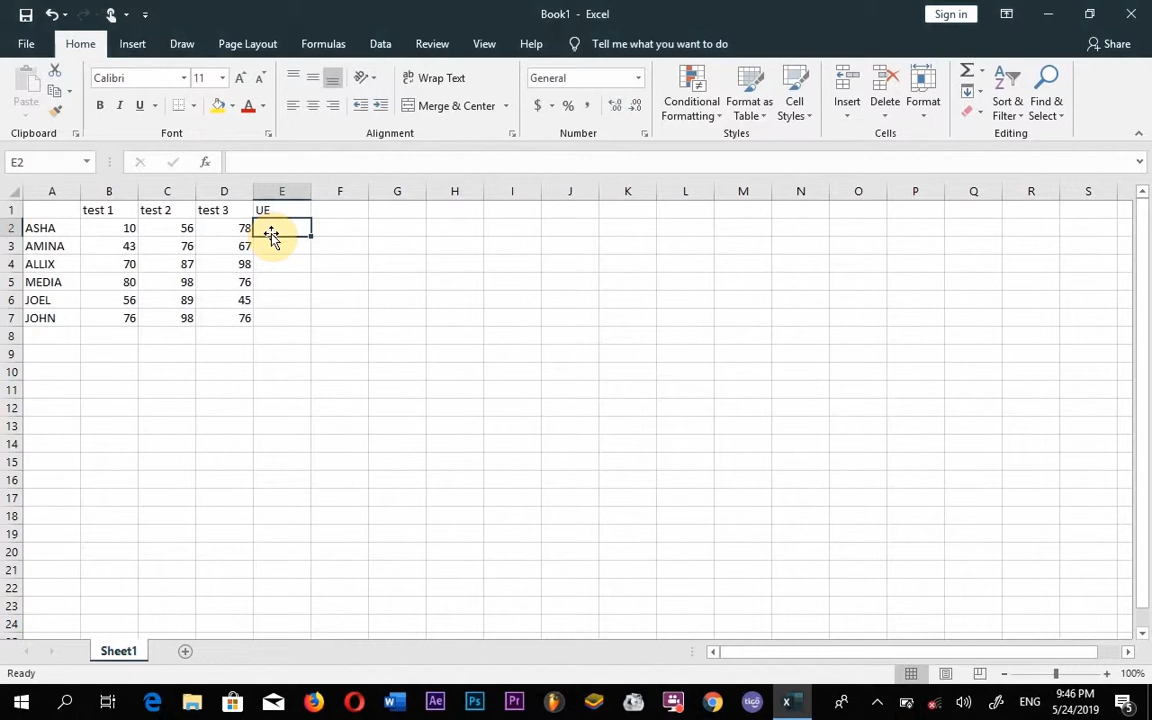 Book1 - Excel
Sign in
File Home Insert Draw Page Layout Formulas Data Review View Help Tell me what you want to do Share
Paste Calibri 11 A A Wrap Text General Conditional Formatting Format as Table Cell Styles Insert Delete Format Sort & Filter Find & Select
B I U A Merge & Center $ % ,
Clipboard Font Alignment Number Styles Cells Editing
E2 fx
A B C D E F G H I J K L M N O P Q R S
1 test 1 test 2 test 3 UE
2 ASHA 10 56 78
3 AMINA 43 76 67
4 ALLIX 70 87 98
5 MEDIA 80 98 76
6 JOEL 56 89 45
7 JOHN 76 98 76
8
9
10
11
12
13
14
15
16
17
18
19
20
21
22
23
24
Sheet1
Ready 100%
Ae Ps Pr tigo ENG 9:46 PM
5/24/2019 5